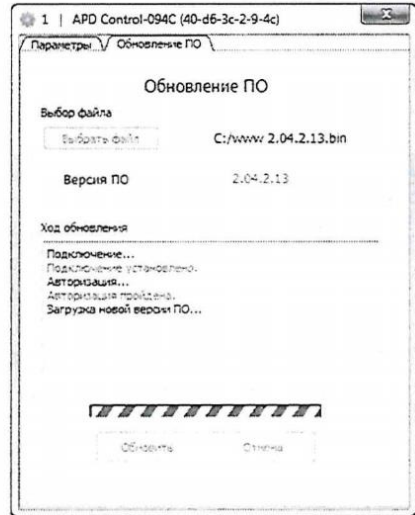 1 | APD Control-094C (40-d6-3c-2-9-4c)
Параметры Обновление ПО
Обновление ПО
Выбор файла
Выбрать файл C:/www 2.04.2.13.bin
Версия ПО 2.04.2.13
Ход обновления
Подключение...
Подключение установлено.
Авторизация...
Авторизация пройдена.
Загрузка новой версии ПО...
Обновить Отмена